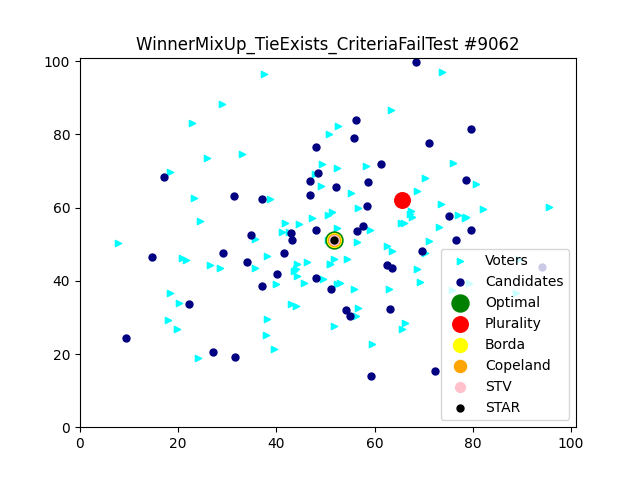 WinnerMixUp_TieExists_CriteriaFailTest #9062
100
80
60
40
20
0
0 20 40 60 80 100
Voters
Candidates
Optimal
Plurality
Borda
Copeland
STV
STAR